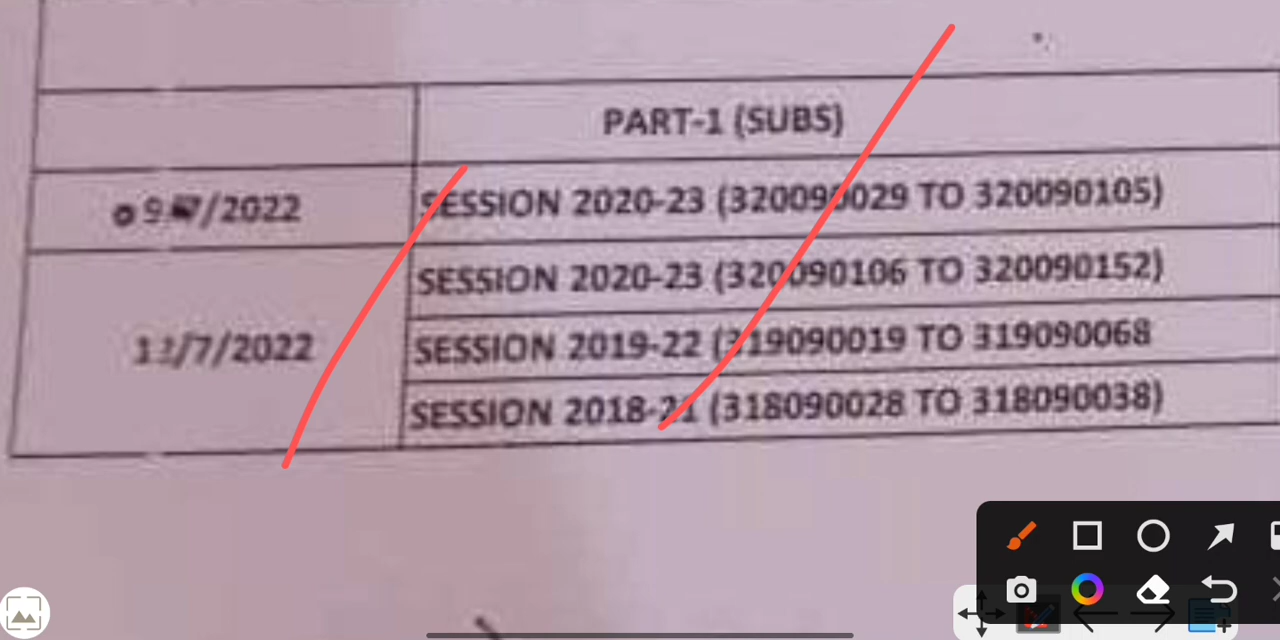 PART-1 (SUBS)
/2022
SESSION 2020-23 (320090029 TO 320090105)
SESSION 2020-23 (320090106 TO 320090152)
/7/2022
SESSION 2019-22 (319090019 TO 319090068
SESSION 2018-21 (318090028 TO 318090038)